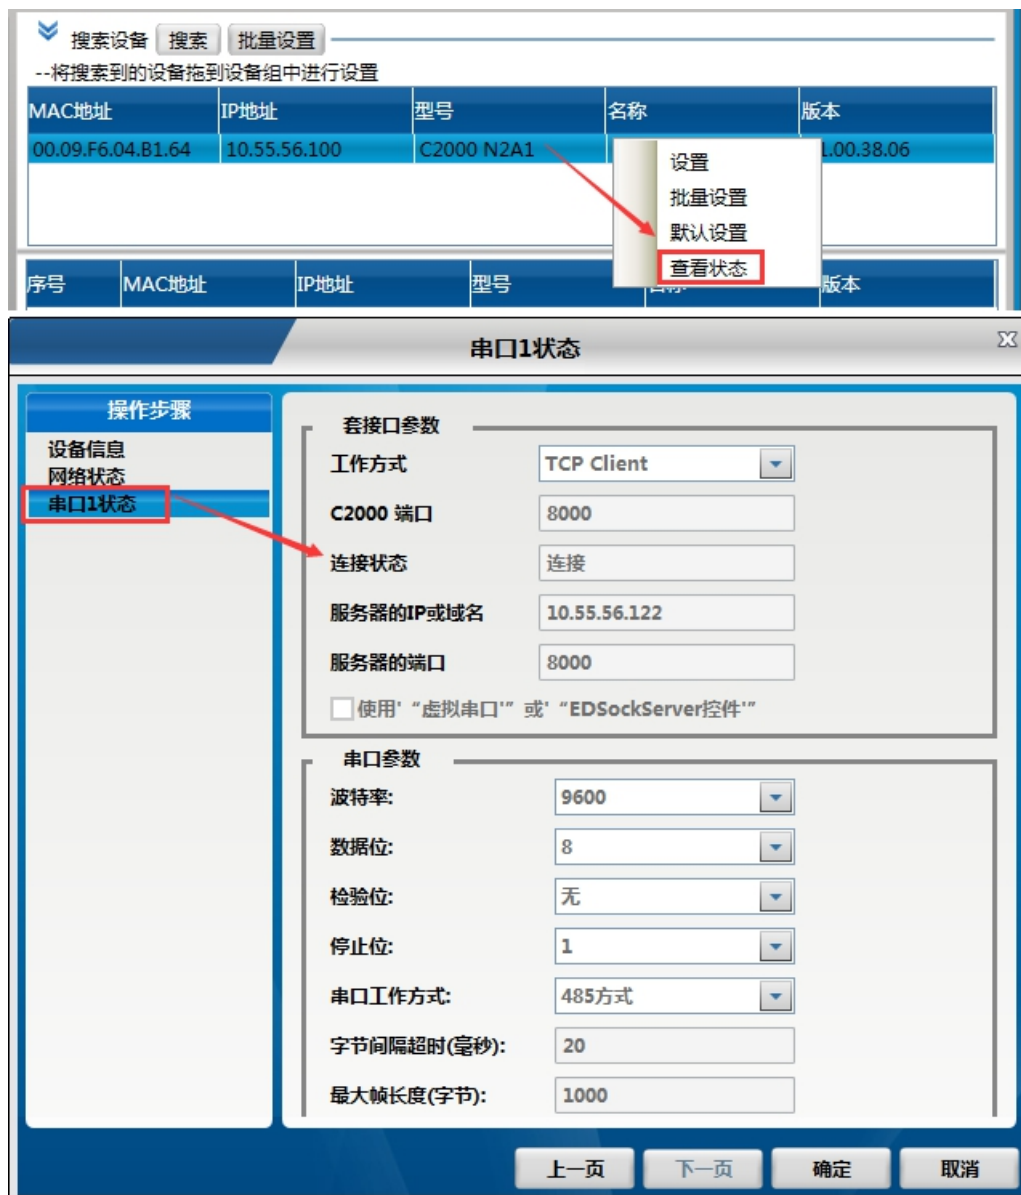 搜索设备 搜索 批量设置
--将搜索到的设备拖到设备组中进行设置
MAC地址 IP地址 型号 名称 版本
00.09.F6.04.B1.64 10.55.56.100 C2000 N2A1 1.00.38.06
设置
批量设置
默认设置
查看状态
序号 MAC地址 IP地址 型号 名称 版本
串口1状态
操作步骤
设备信息
网络状态
串口1状态
套接口参数
工作方式 TCP Client
C2000 端口 8000
连接状态 连接
服务器的IP或域名 10.55.56.122
服务器的端口 8000
使用' “虚拟串口'” 或' “EDSockServer控件'”
串口参数
波特率: 9600
数据位: 8
检验位: 无
停止位: 1
串口工作方式: 485方式
字节间隔超时(毫秒): 20
最大帧长度(字节): 1000
上一页 下一页 确定 取消